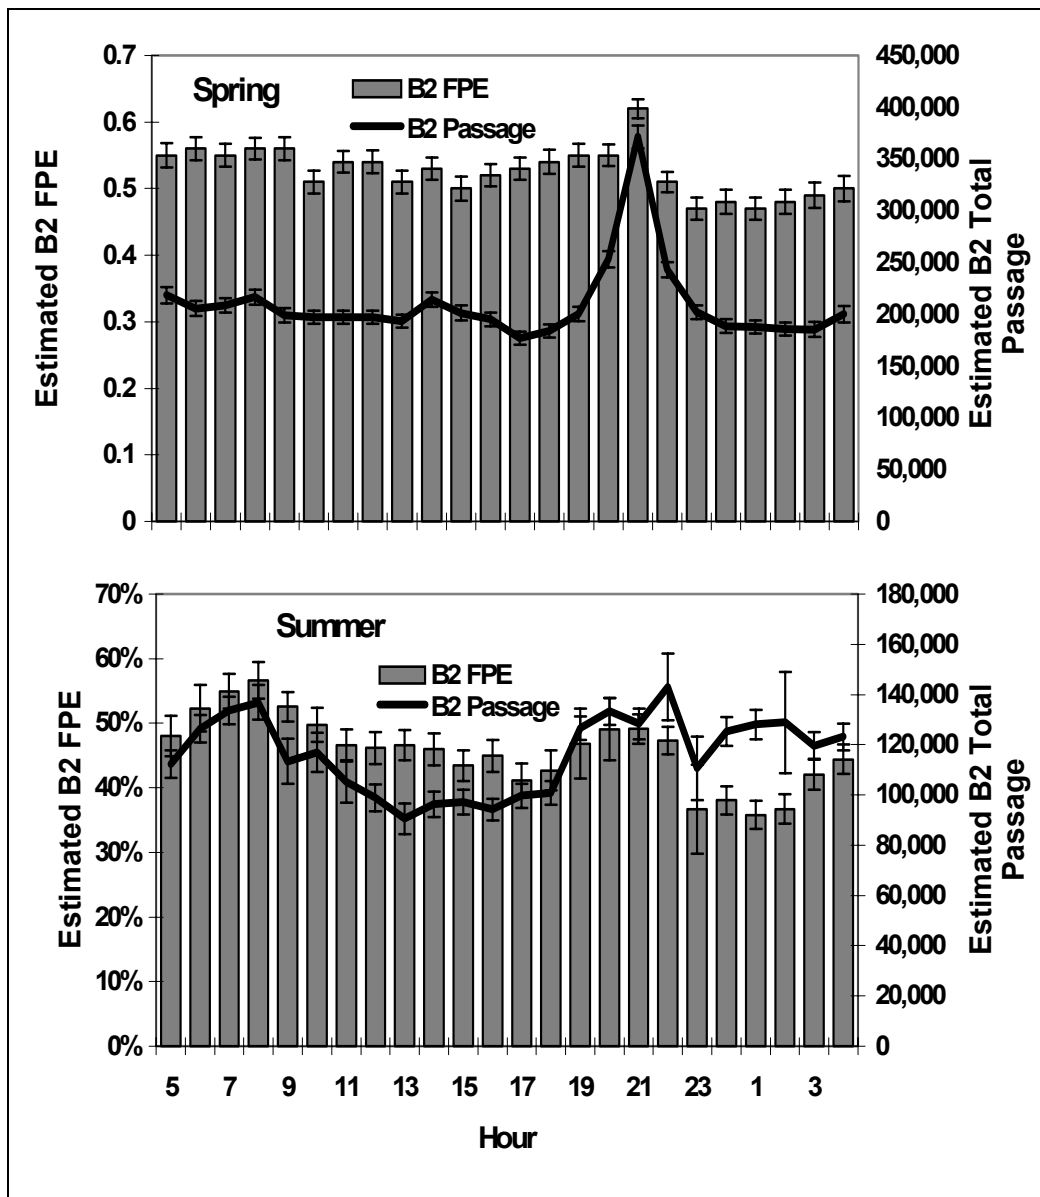 Spring
B2 FPE
B2 Passage
Estimated B2 FPE
0.7
0.6
0.5
0.4
0.3
0.2
0.1
0
450,000
400,000
350,000
300,000
250,000
200,000
150,000
100,000
50,000
0
Estimated B2 Total
Passage
Summer
B2 FPE
B2 Passage
Estimated B2 FPE
70%
60%
50%
40%
30%
20%
10%
0%
180,000
160,000
140,000
120,000
100,000
80,000
60,000
40,000
20,000
0
Estimated B2 Total
Passage
5 7 9 11 13 15 17 19 21 23 1 3
Hour